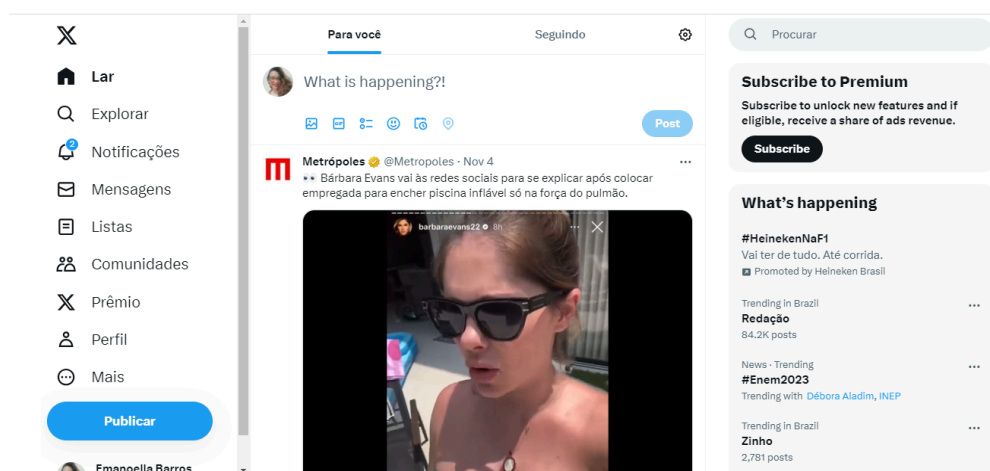 X
Lar
Explorar
2
Notificações
Mensagens
Listas
Comunidades
Prêmio
Perfil
Mais
Publicar
Emanoella Barros
Para você
Seguindo
What is happening?!
GIF
Post
Metrópoles @Metropoles · Nov 4
👀 Bárbara Evans vai às redes sociais para se explicar após colocar
empregada para encher piscina inflável só na força do pulmão.
barbaraevans22 8h
Procurar
Subscribe to Premium
Subscribe to unlock new features and if
eligible, receive a share of ads revenue.
Subscribe
What's happening
#HeinekenNaF1
Vai ter de tudo. Até corrida.
Promoted by Heineken Brasil
Trending in Brazil
Redação
84.2K posts
News · Trending
#Enem2023
Trending with Débora Aladim, INEP
Trending in Brazil
Zinho
2,781 posts